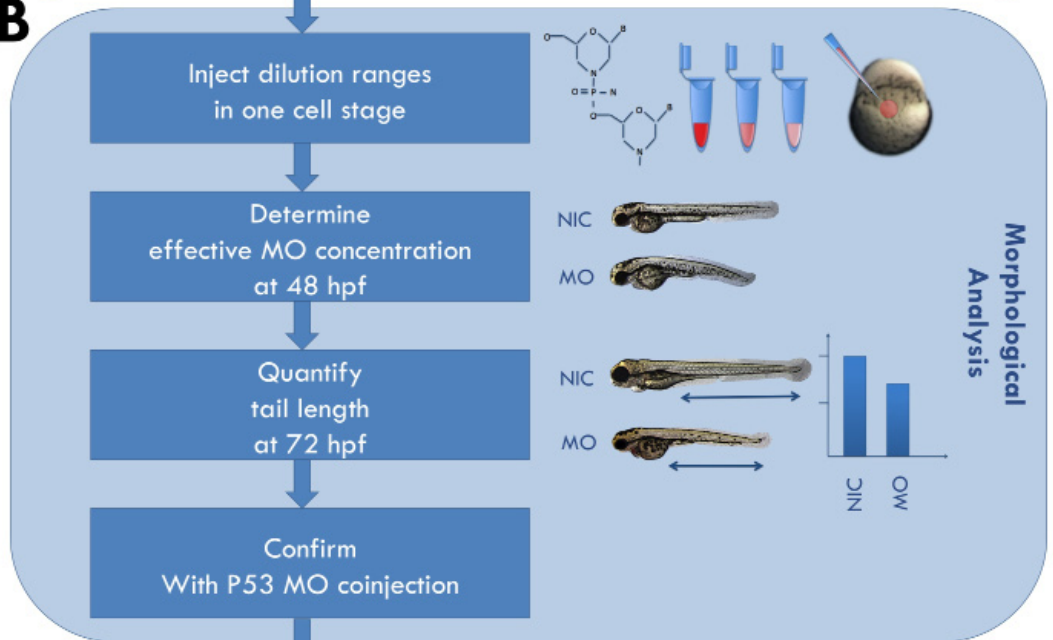 B
Inject dilution ranges
in one cell stage
O
O
B
N
O=P-N
O
O
B
N
Determine
effective MO concentration
at 48 hpf
NIC
MO
Quantify
tail length
at 72 hpf
NIC
MO
NIC
MO
Morphological
Analysis
Confirm
With P53 MO coinjection